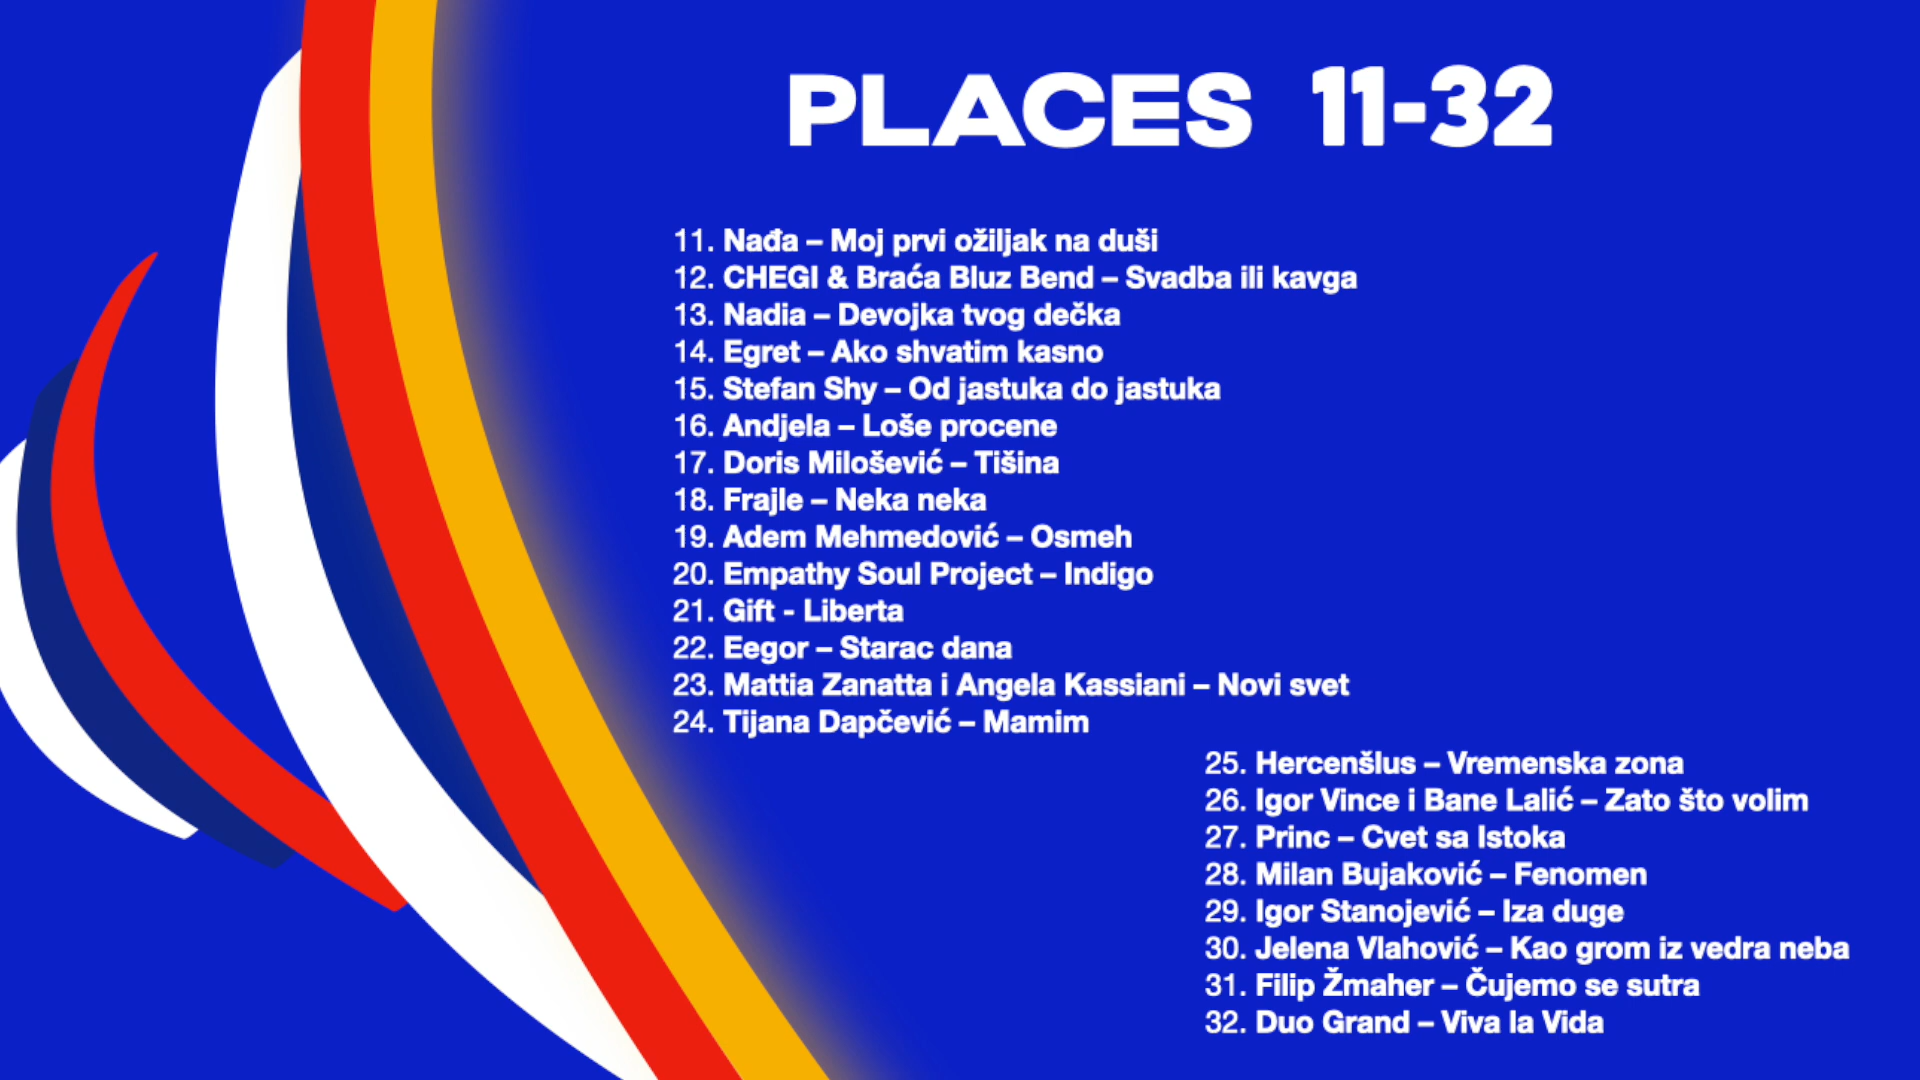 PLACES 11-32
11. Nađa – Moj prvi ožiljak na duši
12. CHEGI & Braća Bluz Bend – Svadba ili kavga
13. Nadia – Devojka tvog dečka
14. Egret – Ako shvatim kasno
15. Stefan Shy – Od jastuka do jastuka
16. Andjela – Loše procene
17. Doris Milošević – Tišina
18. Frajle – Neka neka
19. Adem Mehmedović – Osmeh
20. Empathy Soul Project – Indigo
21. Gift - Liberta
22. Eegor – Starac dana
23. Mattia Zanatta i Angela Kassiani – Novi svet
24. Tijana Dapčević – Mamim
25. Hercenšlus – Vremenska zona
26. Igor Vince i Bane Lalić – Zato što volim
27. Princ – Cvet sa Istoka
28. Milan Bujaković – Fenomen
29. Igor Stanojević – Iza duge
30. Jelena Vlahović – Kao grom iz vedra neba
31. Filip Žmaher – Čujemo se sutra
32. Duo Grand – Viva la Vida